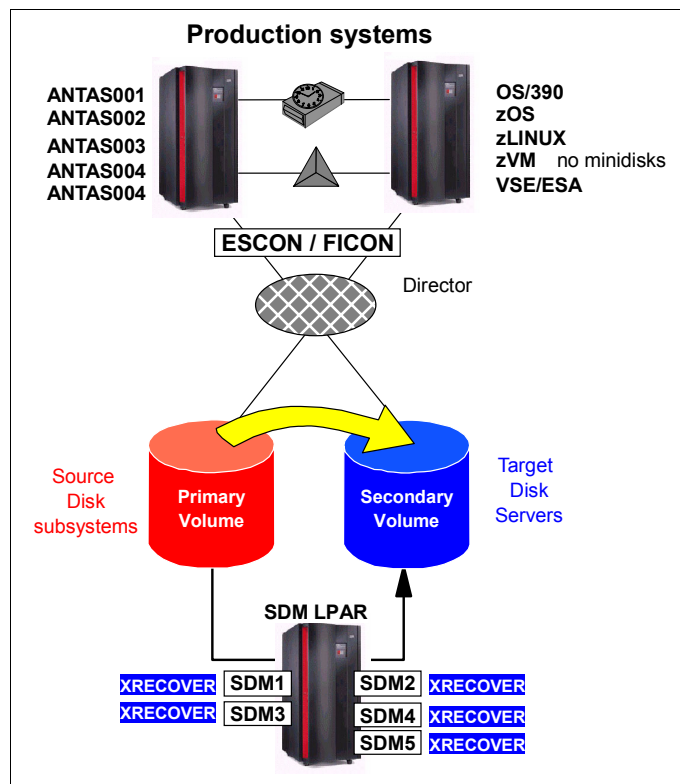 Production systems
ANTAS001
ANTAS002
ANTAS003
ANTAS004
ANTAS004
OS/390
zOS
zLINUX
zVM no minidisks
VSE/ESA
ESCON / FICON
Director
Source
Disk
subsystems
Primary
Volume
Secondary
Volume
Target
Disk
Servers
SDM LPAR
XRECOVER SDM1 SDM2 XRECOVER
XRECOVER SDM3 SDM4 XRECOVER
SDM5 XRECOVER